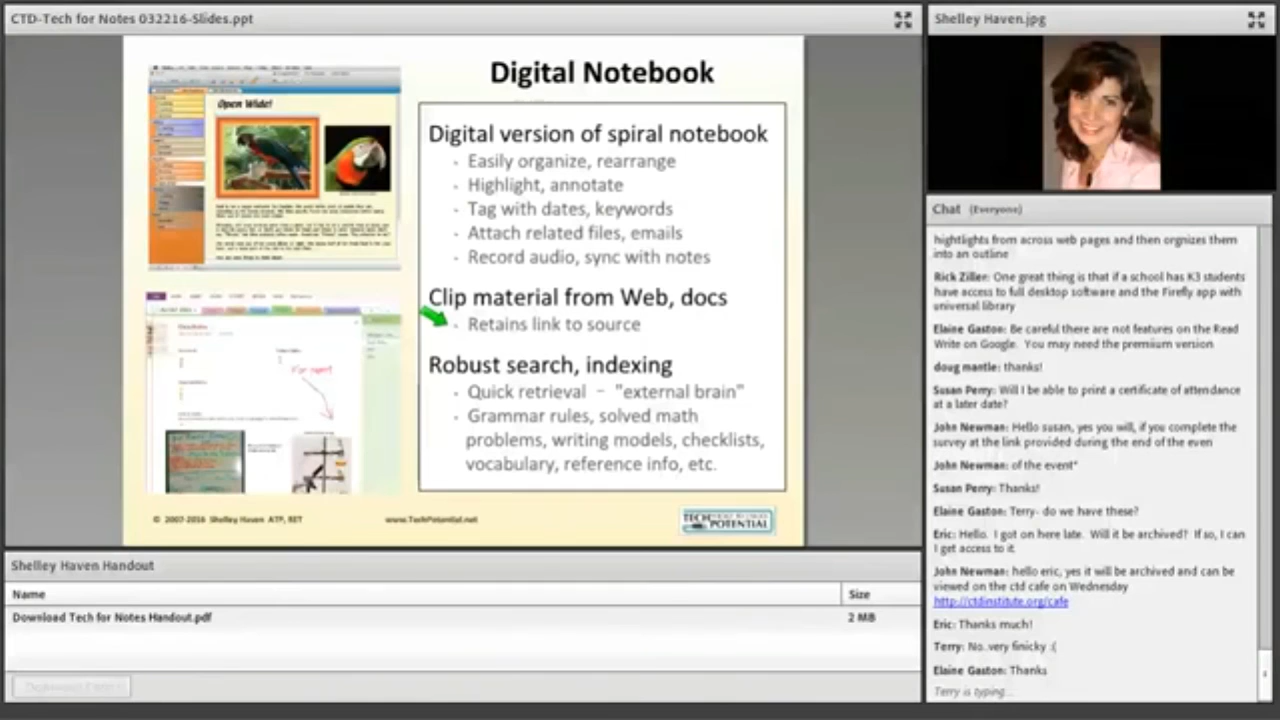 CTD-Tech for Notes 032216-Slides.ppt
Open Wide!
For report
Digital Notebook
Digital version of spiral notebook
- Easily organize, rearrange
- Highlight, annotate
- Tag with dates, keywords
- Attach related files, emails
- Record audio, sync with notes
Clip material from Web, docs
- Retains link to source
Robust search, indexing
- Quick retrieval – "external brain"
- Grammar rules, solved math
problems, writing models, checklists,
vocabulary, reference info, etc.
© 2007-2016 Shelley Haven ATP, RET
www.TechPotential.net
TECH POTENTIAL
Shelley Haven Handout
Name
Size
Download Tech for Notes Handout.pdf
2 MB
Shelley Haven.jpg
Chat (Everyone)
hightlights from across web pages and then orgnizes them
into an outline
Rick Ziller: One great thing is that if a school has K3 students
have access to full desktop software and the Firefly app with
universal library
Elaine Gaston: Be careful there are not features on the Read
Write on Google. You may need the premium version
doug mantle: thanks!
Susan Perry: Will I be able to print a certificate of attendance
at a later date?
John Newman: Hello susan, yes you will, if you complete the
survey at the link provided during the end of the even
John Newman: of the event*
Susan Perry: Thanks!
Elaine Gaston: Terry- do we have these?
Eric: Hello. I got on here late. Will it be archived? If so, I can
I get access to it
John Newman: hello eric, yes it will be archived and can be
viewed on the ctd cafe on Wednesday
http://ctdinstitute.org/cafe
Eric: Thanks much!
Terry: No..very finicky :(
Elaine Gaston: Thanks
Terry is typing...